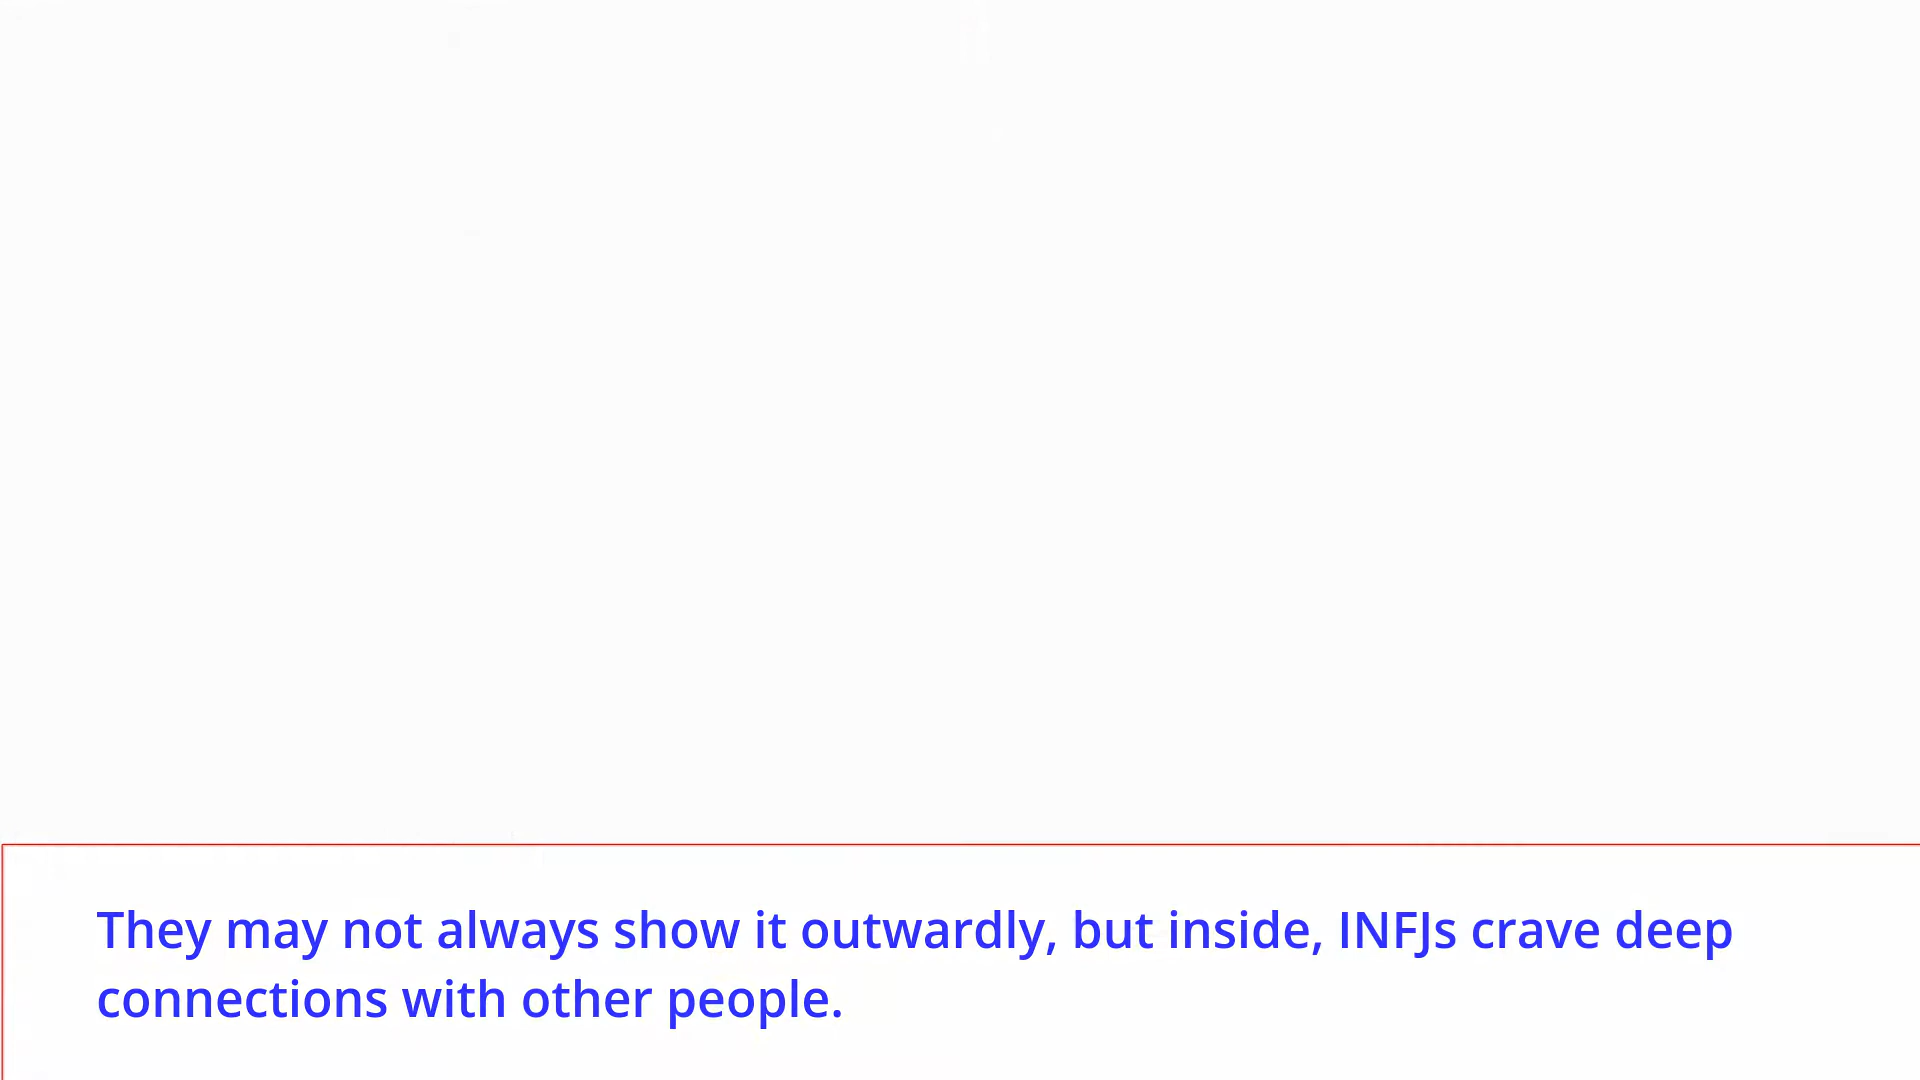 They may not always show it outwardly, but inside, INFJs crave deep
connections with other people.